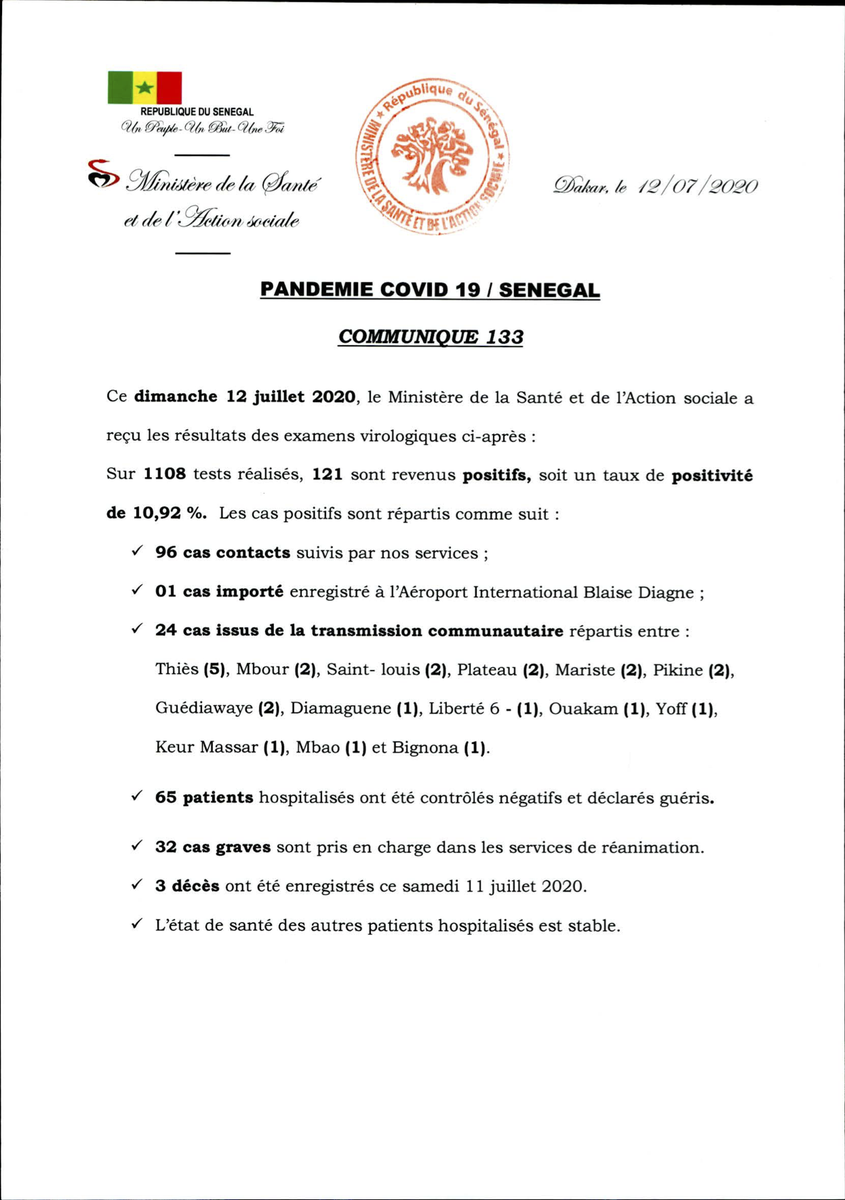 REPUBLIQUE DU SENEGAL
Un Peuple-Un But-Une Foi
Ministère de la Santé
et de l'Action sociale
★ République du Sénégal ★
MINISTÈRE DE LA SANTÉ ET DE L'ACTION SOCIALE
Dakar, le 12/07/2020
PANDEMIE COVID 19 / SENEGAL
COMMUNIQUE 133
Ce dimanche 12 juillet 2020, le Ministère de la Santé et de l'Action sociale a
reçu les résultats des examens virologiques ci-après :
Sur 1108 tests réalisés, 121 sont revenus positifs, soit un taux de positivité
de 10,92 %. Les cas positifs sont répartis comme suit :
✓ 96 cas contacts suivis par nos services ;
✓ 01 cas importé enregistré à l'Aéroport International Blaise Diagne ;
✓ 24 cas issus de la transmission communautaire répartis entre :
Thiès (5), Mbour (2), Saint- louis (2), Plateau (2), Mariste (2), Pikine (2),
Guédiawaye (2), Diamaguene (1), Liberté 6 - (1), Ouakam (1), Yoff (1),
Keur Massar (1), Mbao (1) et Bignona (1).
✓ 65 patients hospitalisés ont été contrôlés négatifs et déclarés guéris.
✓ 32 cas graves sont pris en charge dans les services de réanimation.
✓ 3 décès ont été enregistrés ce samedi 11 juillet 2020.
✓ L'état de santé des autres patients hospitalisés est stable.